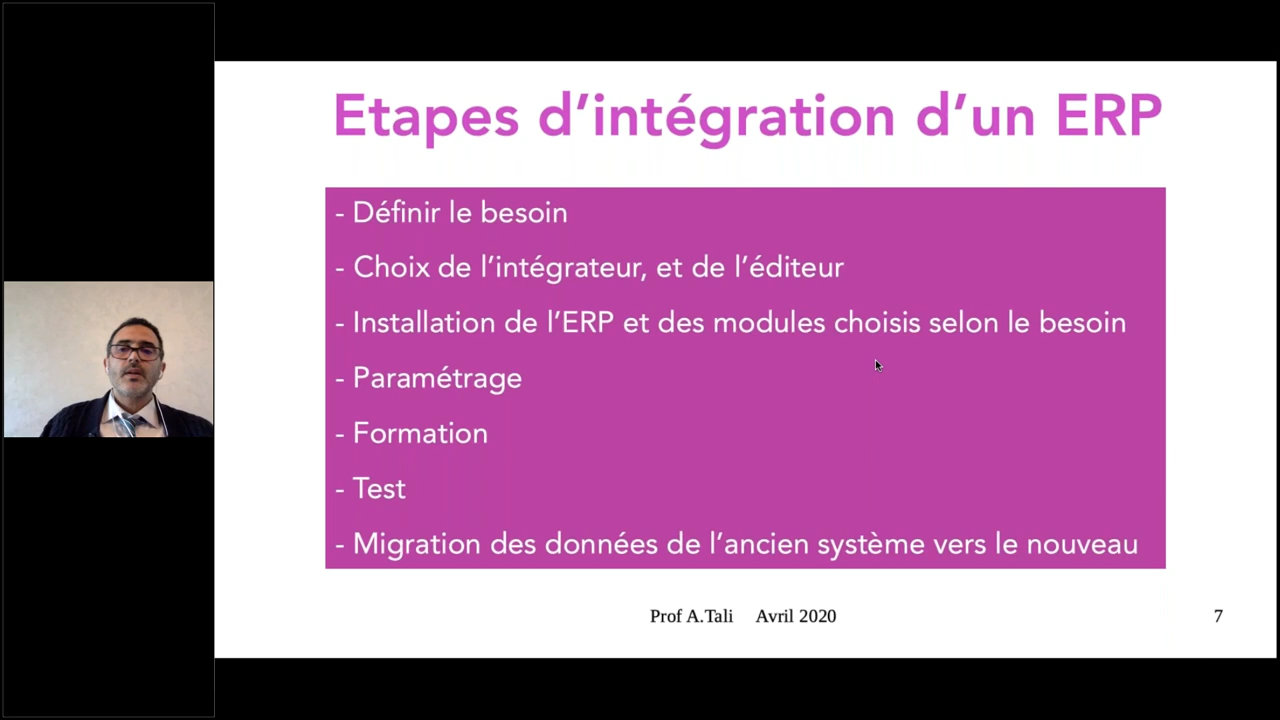 Etapes d’intégration d’un ERP
- Définir le besoin
- Choix de l’intégrateur, et de l’éditeur
- Installation de l’ERP et des modules choisis selon le besoin
- Paramétrage
- Formation
- Test
- Migration des données de l’ancien système vers le nouveau
Prof A.Tali Avril 2020 7